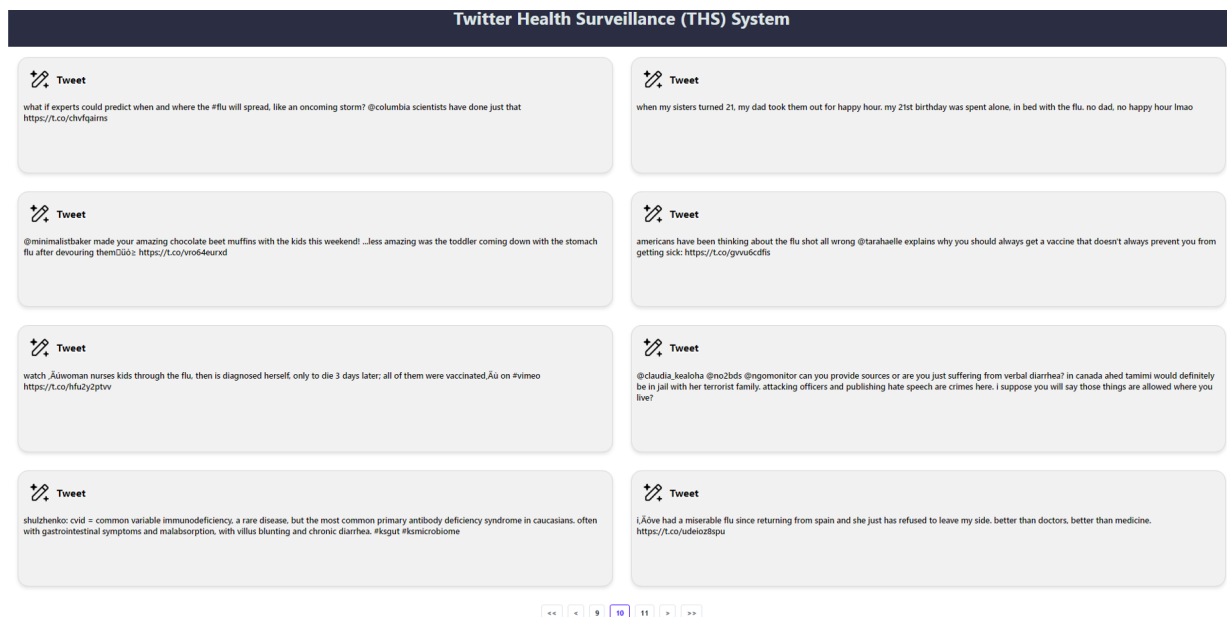 Twitter Health Surveillance (THS) System
Tweet
what if experts could predict when and where the #flu will spread, like an oncoming storm? @columbia scientists have done just that
https://t.co/chvfqairns
Tweet
when my sisters turned 21, my dad took them out for happy hour. my 21st birthday was spent alone, in bed with the flu. no dad, no happy hour lmao
Tweet
@minimalistbaker made your amazing chocolate beet muffins with the kids this weekend! ...less amazing was the toddler coming down with the stomach
flu after devouring them□üò≥ https://t.co/vro64eurxd
Tweet
americans have been thinking about the flu shot all wrong @tarahaelle explains why you should always get a vaccine that doesn't always prevent you from
getting sick: https://t.co/gvvu6cdfis
Tweet
watch ‚Äúwoman nurses kids through the flu, then is diagnosed herself, only to die 3 days later; all of them were vaccinated‚Äù on #vimeo
https://t.co/hfu2y2ptvv
Tweet
@claudia_kealoha @no2bds @ngomonitor can you provide sources or are you just suffering from verbal diarrhea? in canada ahed tamimi would definitely
be in jail with her terrorist family. attacking officers and publishing hate speech are crimes here. i suppose you will say those things are allowed where you
live?
Tweet
shulzhenko: cvid = common variable immunodeficiency, a rare disease, but the most common primary antibody deficiency syndrome in caucasians. often
with gastrointestinal symptoms and malabsorption, with villus blunting and chronic diarrhea. #ksgut #ksmicrobiome
Tweet
i‚Äôve had a miserable flu since returning from spain and she just has refused to leave my side. better than doctors, better than medicine.
https://t.co/udeioz8spu
<< < 9 10 11 > >>